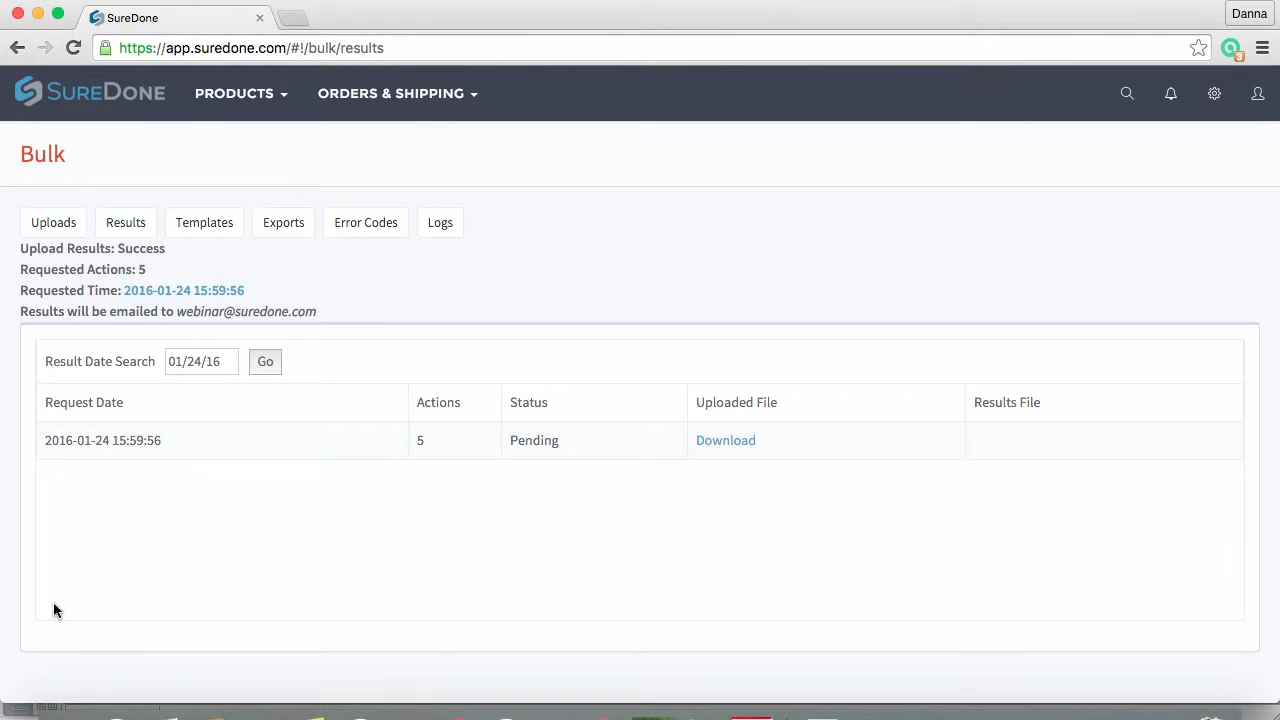 SureDone
Danna
https://app.suredone.com/#!/bulk/results
3
SUREDONE PRODUCTS ORDERS & SHIPPING
Bulk
Uploads Results Templates Exports Error Codes Logs
Upload Results: Success
Requested Actions: 5
Requested Time: 2016-01-24 15:59:56
Results will be emailed to webinar@suredone.com
Result Date Search 01/24/16 Go
Request Date Actions Status Uploaded File Results File
2016-01-24 15:59:56 5 Pending Download